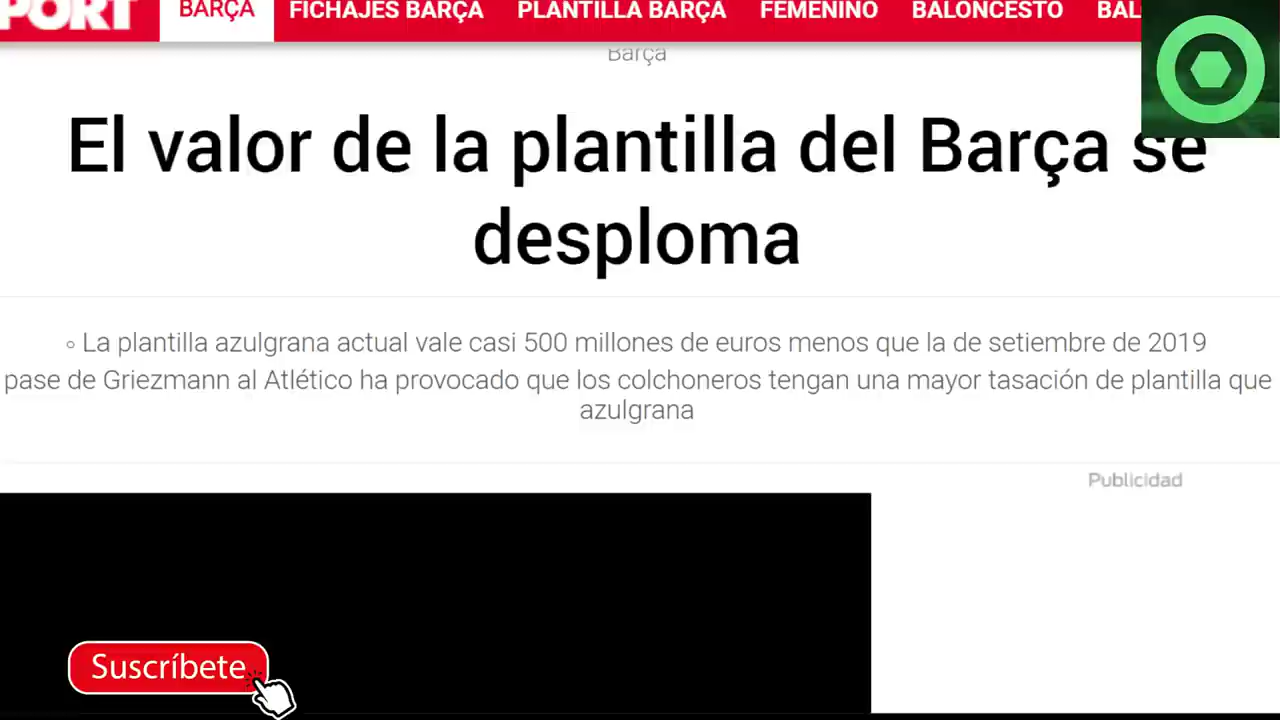 PORT BARÇA FICHAJES BARÇA PLANTILLA BARÇA FEMENINO BALONCESTO BAL
Barça
El valor de la plantilla del Barça se
desploma
La plantilla azulgrana actual vale casi 500 millones de euros menos que la de setiembre de 2019
pase de Griezmann al Atlético ha provocado que los colchoneros tengan una mayor tasación de plantilla que
azulgrana
Publicidad
Suscríbete